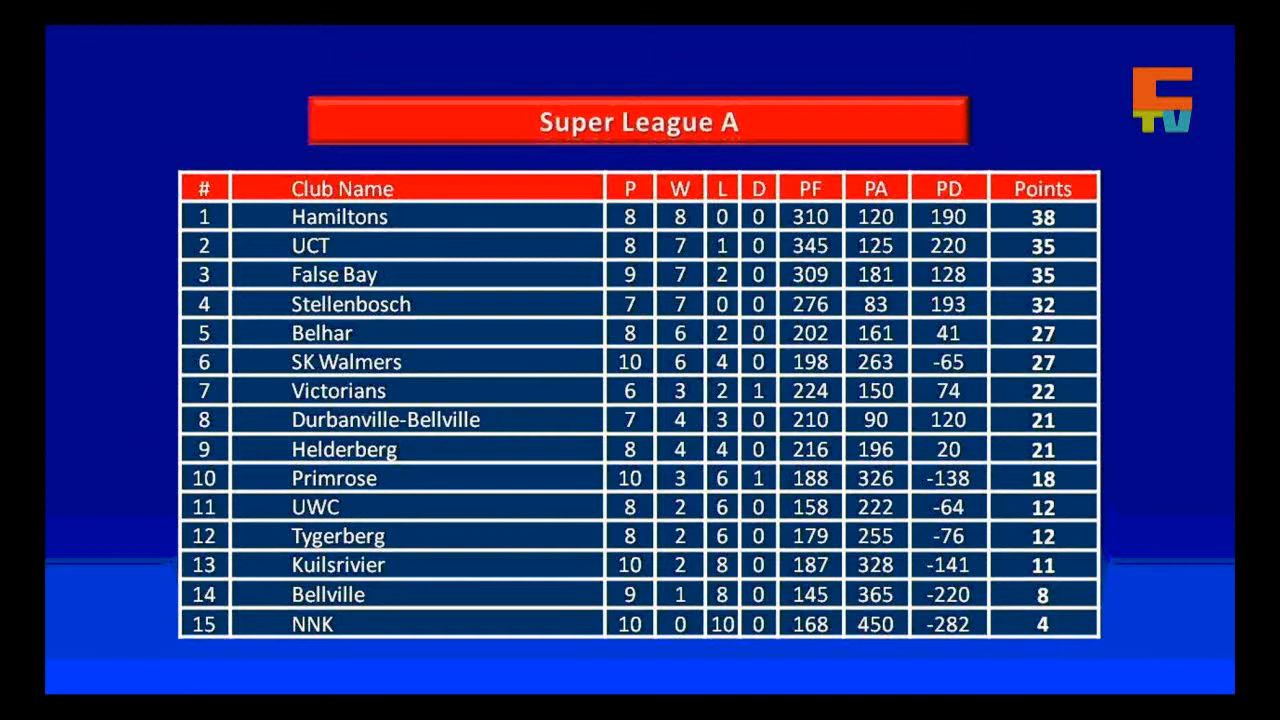 CTV
Super League A
# Club Name P W L D PF PA PD Points
1 Hamiltons 8 8 0 0 310 120 190 38
2 UCT 8 7 1 0 345 125 220 35
3 False Bay 9 7 2 0 309 181 128 35
4 Stellenbosch 7 7 0 0 276 83 193 32
5 Belhar 8 6 2 0 202 161 41 27
6 SK Walmers 10 6 4 0 198 263 -65 27
7 Victorians 6 3 2 1 224 150 74 22
8 Durbanville-Bellville 7 4 3 0 210 90 120 21
9 Helderberg 8 4 4 0 216 196 20 21
10 Primrose 10 3 6 1 188 326 -138 18
11 UWC 8 2 6 0 158 222 -64 12
12 Tygerberg 8 2 6 0 179 255 -76 12
13 Kuilsrivier 10 2 8 0 187 328 -141 11
14 Bellville 9 1 8 0 145 365 -220 8
15 NNK 10 0 10 0 168 450 -282 4